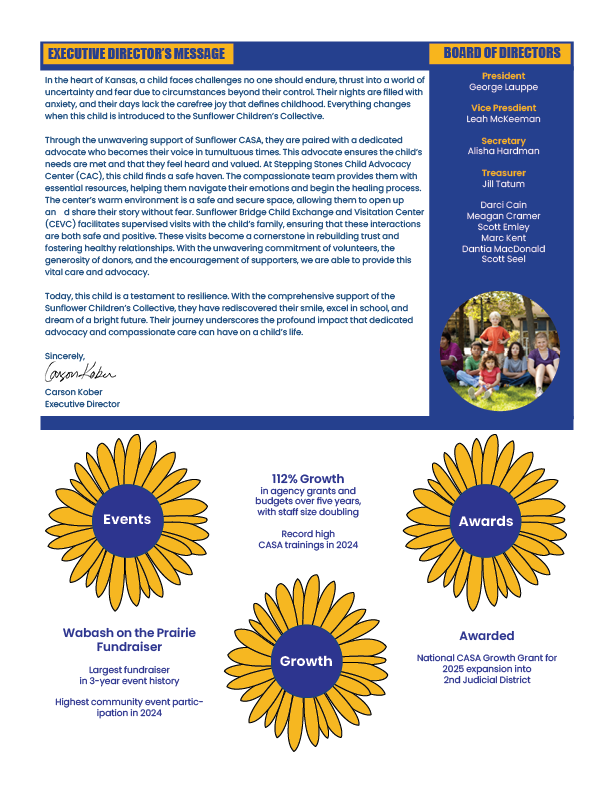 EXECUTIVE DIRECTOR'S MESSAGE
In the heart of Kansas, a child faces challenges no one should endure, thrust into a world of
uncertainty and fear due to circumstances beyond their control. Their nights are filled with
anxiety, and their days lack the carefree joy that defines childhood. Everything changes
when this child is introduced to the Sunflower Children's Collective.
Through the unwavering support of Sunflower CASA, they are paired with a dedicated
advocate who becomes their voice in tumultuous times. This advocate ensures the child's
needs are met and that they feel heard and valued. At Stepping Stones Child Advocacy
Center (CAC), this child finds a safe haven. The compassionate team provides them with
essential resources, helping them navigate their emotions and begin the healing process.
The center's warm environment is a safe and secure space, allowing them to open up
an d share their story without fear. Sunflower Bridge Child Exchange and Visitation Center
(CEVC) facilitates supervised visits with the child's family, ensuring that these interactions
are both safe and positive. These visits become a cornerstone in rebuilding trust and
fostering healthy relationships. With the unwavering commitment of volunteers, the
generosity of donors, and the encouragement of supporters, we are able to provide this
vital care and advocacy.
Today, this child is a testament to resilience. With the comprehensive support of the
Sunflower Children's Collective, they have rediscovered their smile, excel in school, and
dream of a bright future. Their journey underscores the profound impact that dedicated
advocacy and compassionate care can have on a child's life.
Sincerely,
Carson Kober
Carson Kober
Executive Director
BOARD OF DIRECTORS
President
George Lauppe
Vice Presdient
Leah McKeeman
Secretary
Alisha Hardman
Treasurer
Jill Tatum
Darci Cain
Meagan Cramer
Scott Emley
Marc Kent
Dantia MacDonald
Scott Seel
Events
Wabash on the Prairie
Fundraiser
Largest fundraiser
in 3-year event history
Highest community event partic-
ipation in 2024
112% Growth
in agency grants and
budgets over five years,
with staff size doubling
Record high
CASA trainings in 2024
Growth
Awards
Awarded
National CASA Growth Grant for
2025 expansion into
2nd Judicial District